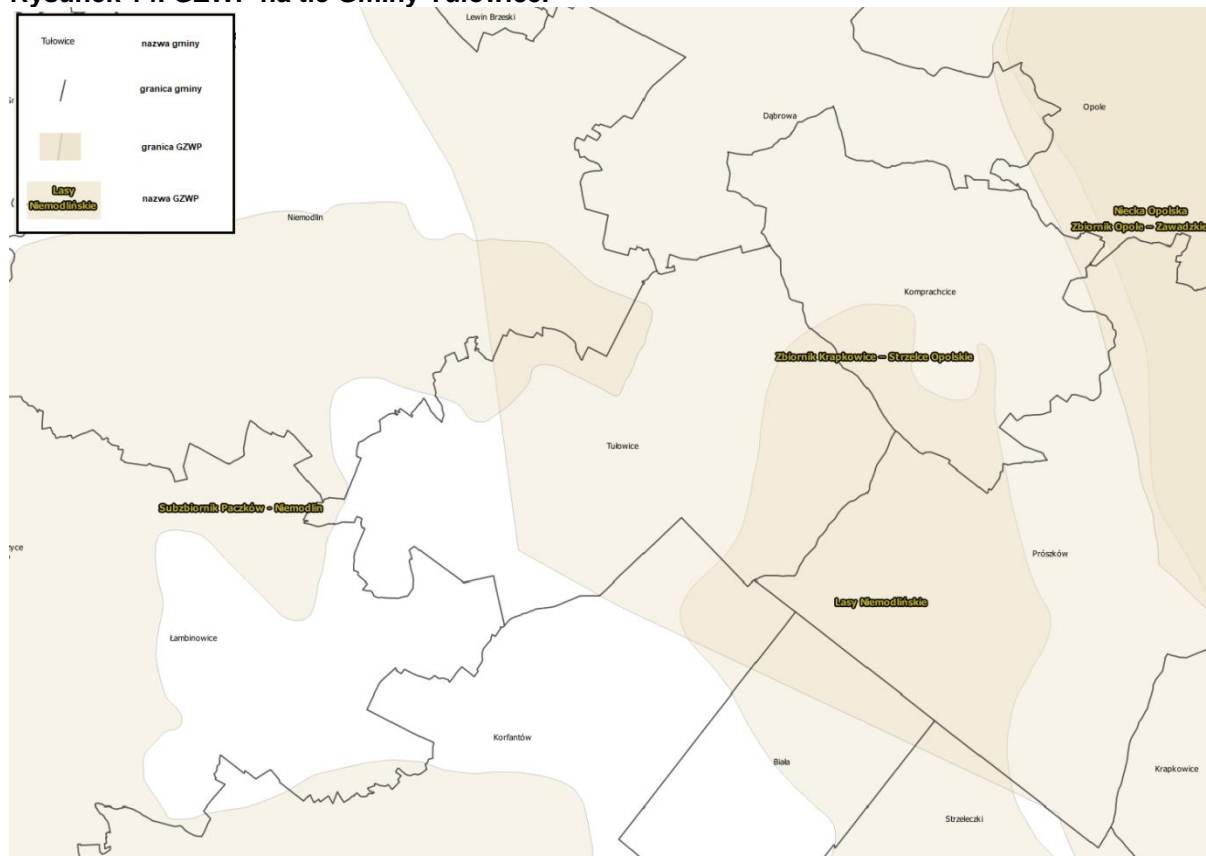 Tułowice
nazwa gminy
granica gminy
granica GZWP
Lasy
Niemodlińskie
nazwa GZWP
Lewin Brzeski
Opole
Dąbrowa
Niemodlin
Niecka Opolska
Zbiornik Opole – Zawadzkie
Komprachcice
Zbiornik Krapkowice – Strzelce Opolskie
Tułowice
Subzbiornik Paczków - Niemodlin
Prószków
Lasy Niemodlińskie
Łambinowice
Korfantów
Biała
Krapkowice
Strzeleczki